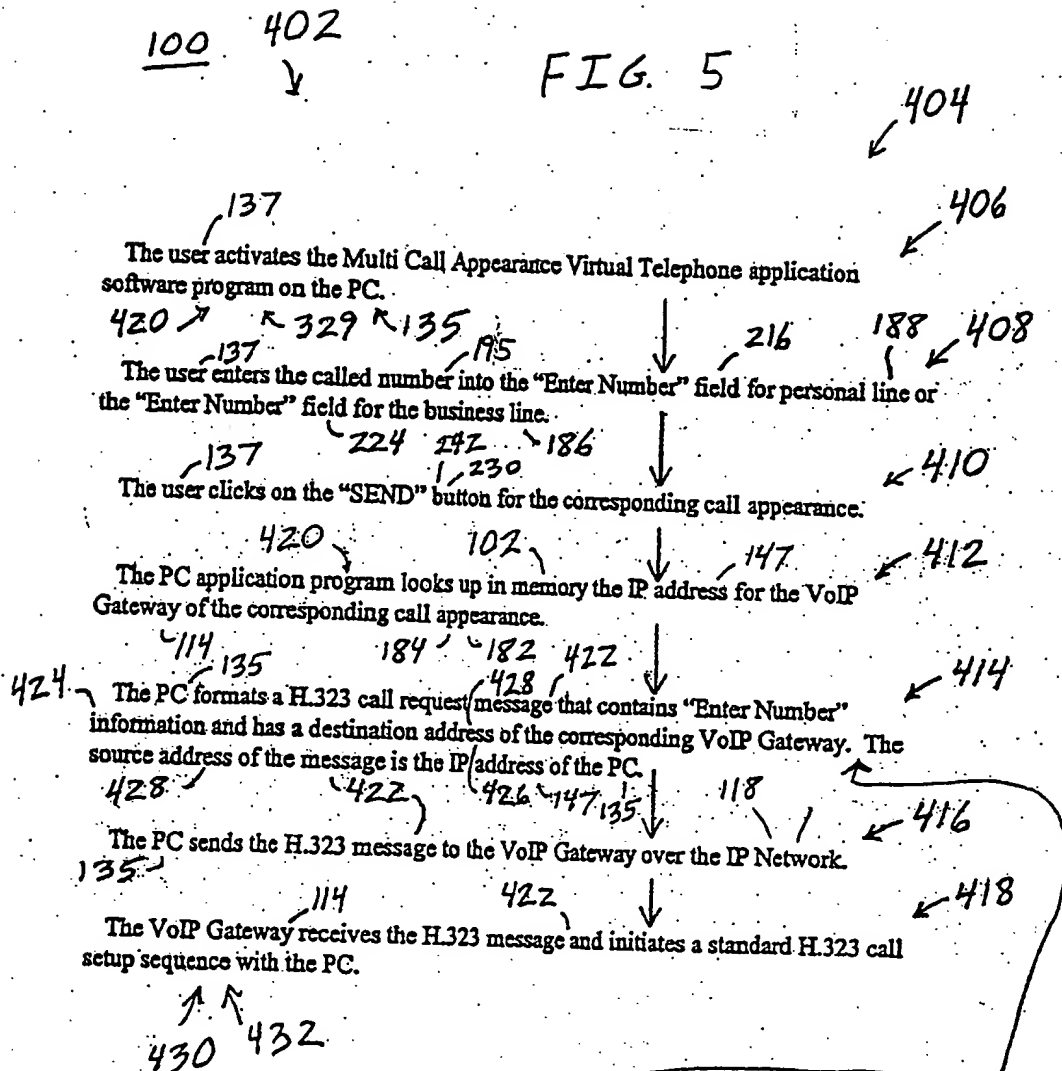 100 402
FIG. 5
404
137
406
The user activates the Multi Call Appearance Virtual Telephone application
software program on the PC.
420 329 135 216 188 408
137 195
The user enters the called number into the “Enter Number” field for personal line or
the “Enter Number” field for the business line.
224 242 186
137 230 410
The user clicks on the “SEND” button for the corresponding call appearance.
420 102 147 412
The PC application program looks up in memory the IP address for the VoIP
Gateway of the corresponding call appearance.
114 184 182 422
424 135 428 414
The PC formats a H.323 call request message that contains “Enter Number”
information and has a destination address of the corresponding VoIP Gateway. The
source address of the message is the IP address of the PC.
428 422 426 147 135 118 416
The PC sends the H.323 message to the VoIP Gateway over the IP Network.
135
114 422 418
The VoIP Gateway receives the H.323 message and initiates a standard H.323 call
setup sequence with the PC.
430 432